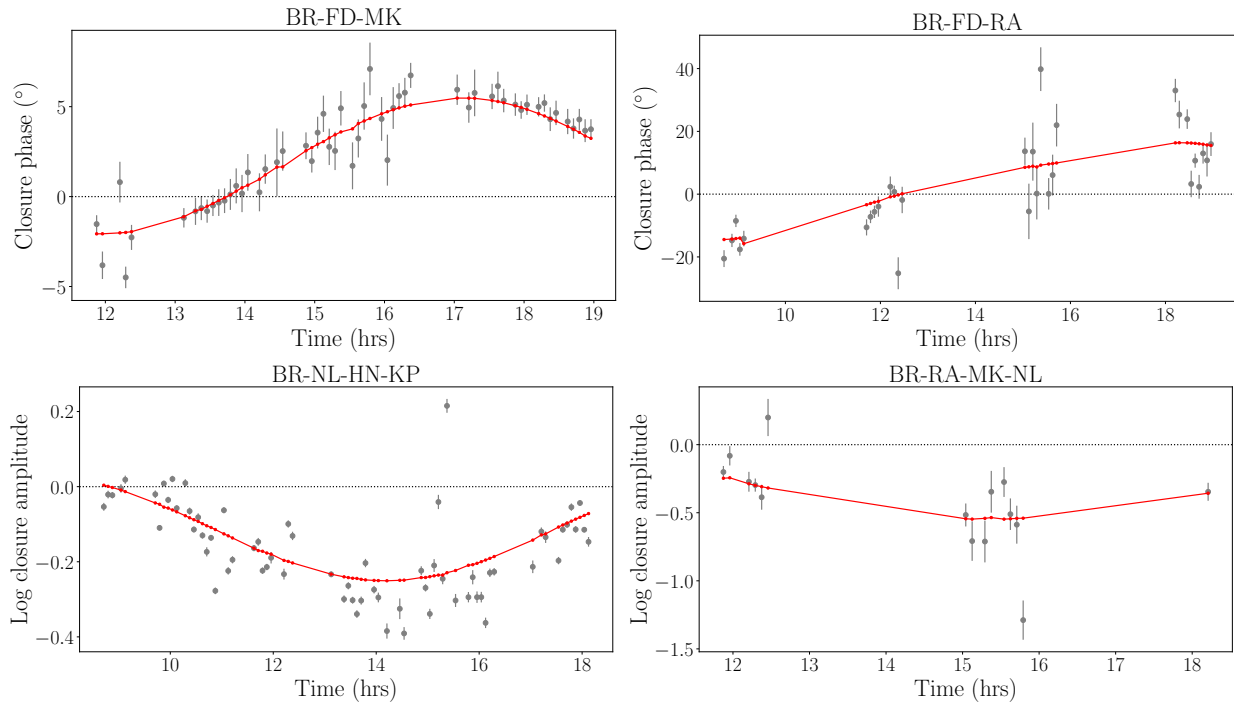 BR-FD-MK
Closure phase (°)
5
0
−5
12 13 14 15 16 17 18 19
Time (hrs)
BR-FD-RA
Closure phase (°)
40
20
0
−20
10 12 14 16 18
Time (hrs)
BR-NL-HN-KP
Log closure amplitude
0.2
0.0
−0.2
−0.4
10 12 14 16 18
Time (hrs)
BR-RA-MK-NL
Log closure amplitude
0.0
−0.5
−1.0
−1.5
12 13 14 15 16 17 18
Time (hrs)